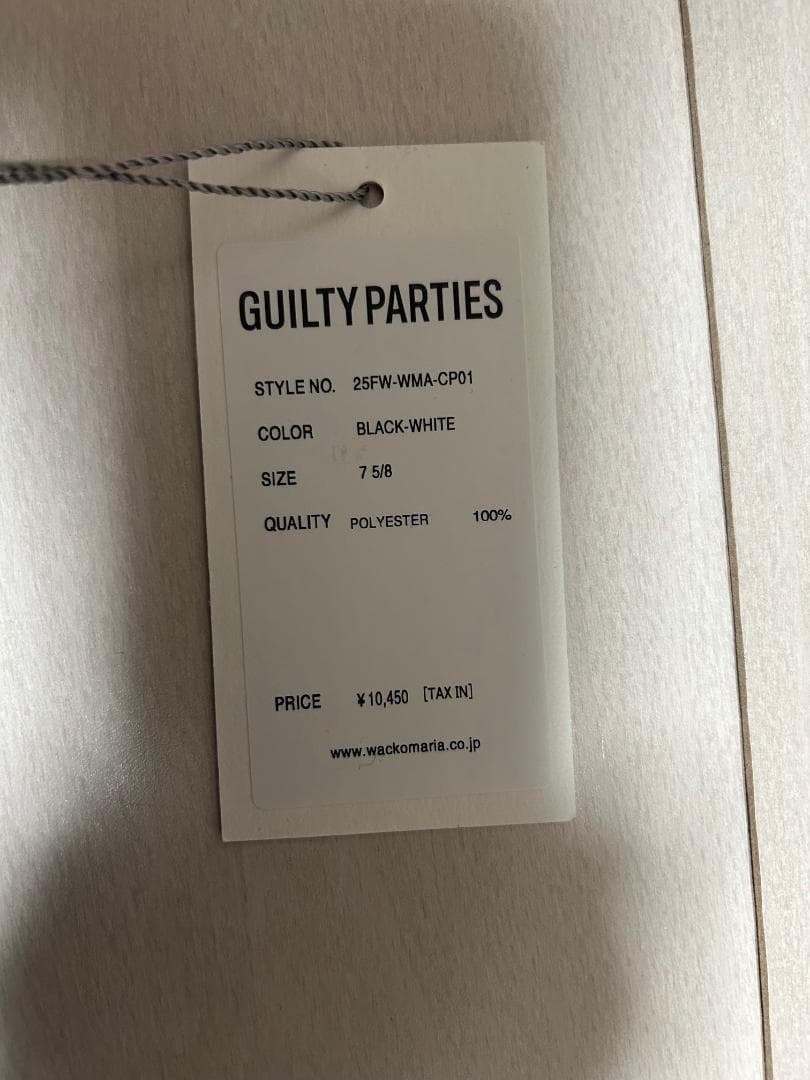 GUILTY PARTIES
STYLE NO. 25FW-WMA-CP01
COLOR BLACK-WHITE
SIZE 7 5/8
QUALITY POLYESTER 100%
PRICE ¥10,450 [TAX IN]
www.wackomaria.co.jp